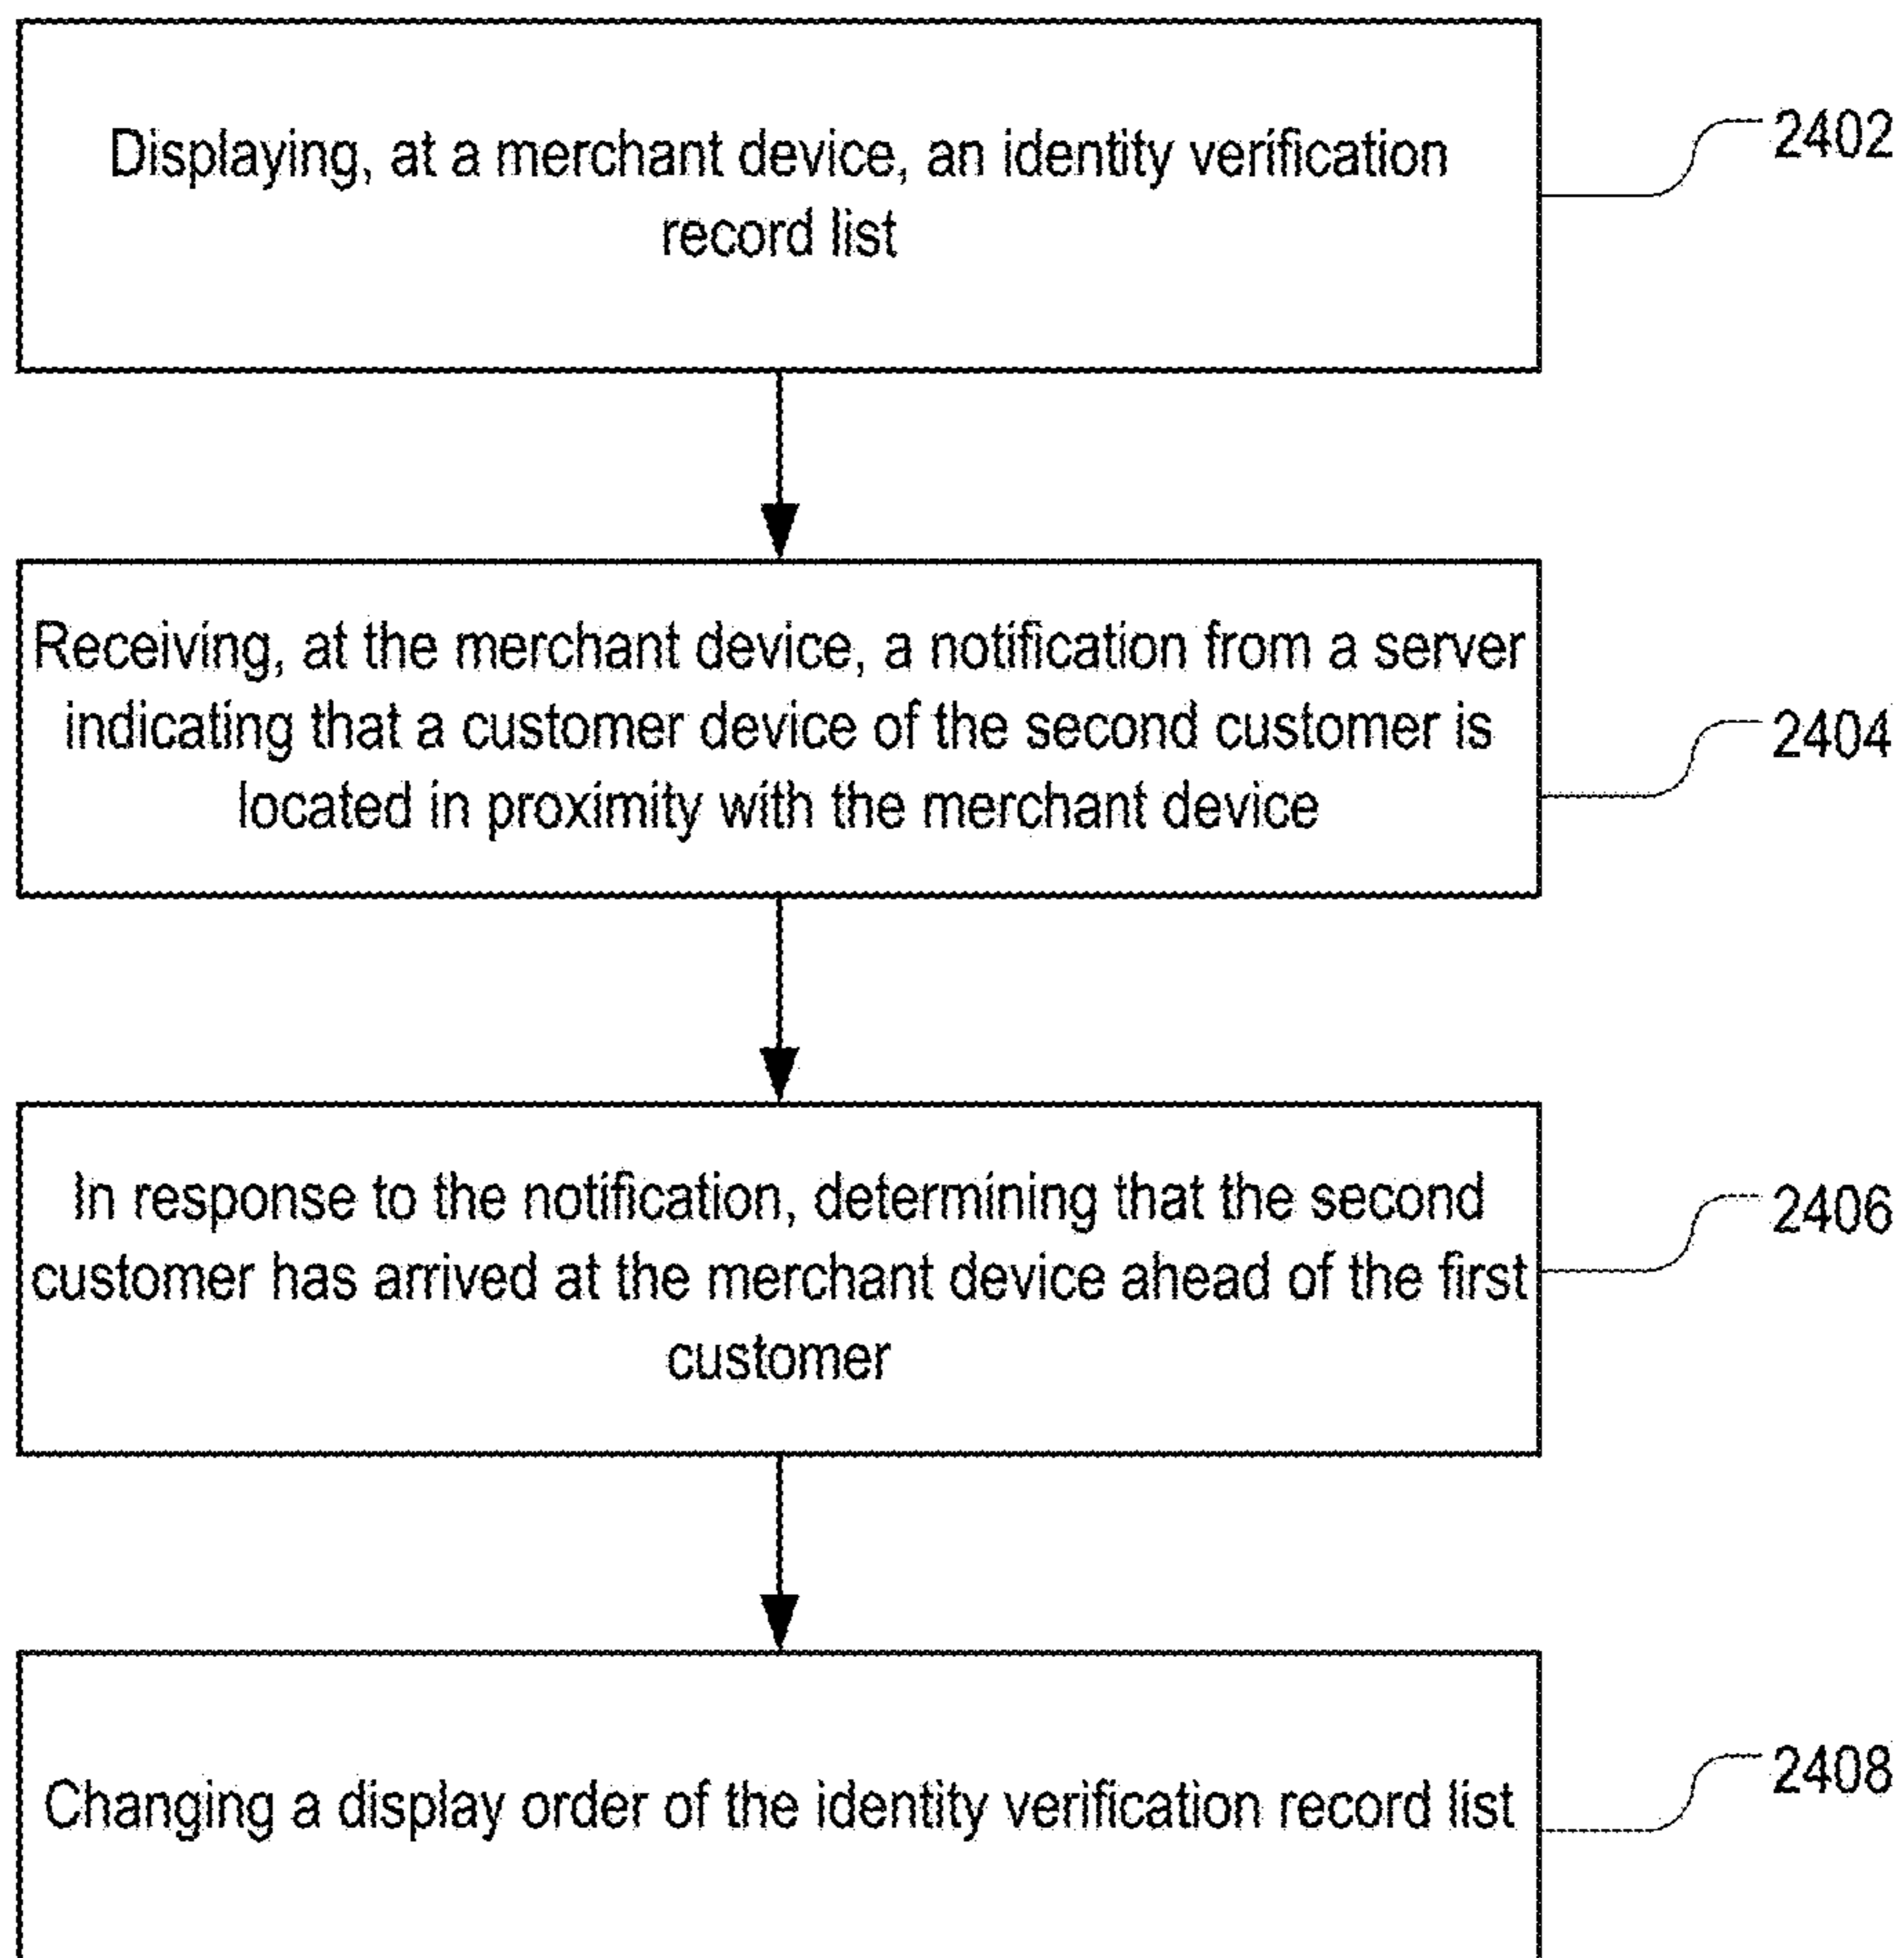 Displaying, at a merchant device, an identity verification
record list
2402
Receiving, at the merchant device, a notification from a server
indicating that a customer device of the second customer is
located in proximity with the merchant device
2404
In response to the notification, determining that the second
customer has arrived at the merchant device ahead of the first
customer
2406
Changing a display order of the identity verification record list
2408